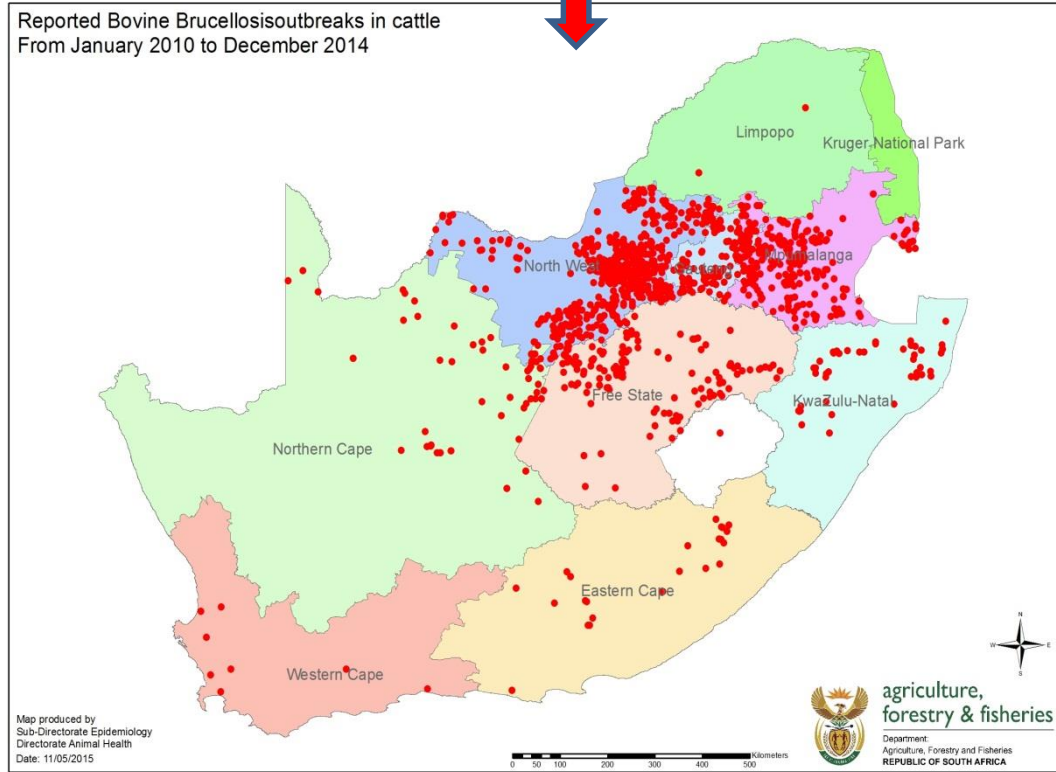 Reported Bovine Brucellosisoutbreaks in cattle
From January 2010 to December 2014
Limpopo
Kruger-National Park
North West
Gauteng
Mpumalanga
Free State
KwaZulu-Natal
Northern Cape
Eastern Cape
Western Cape
N
W
E
S
Map produced by
Sub-Directorate Epidemiology
Directorate Animal Health
Date: 11/05/2015
Kilometers
0 50 100 200 300 400 500
agriculture,
forestry & fisheries
Department:
Agriculture, Forestry and Fisheries
REPUBLIC OF SOUTH AFRICA